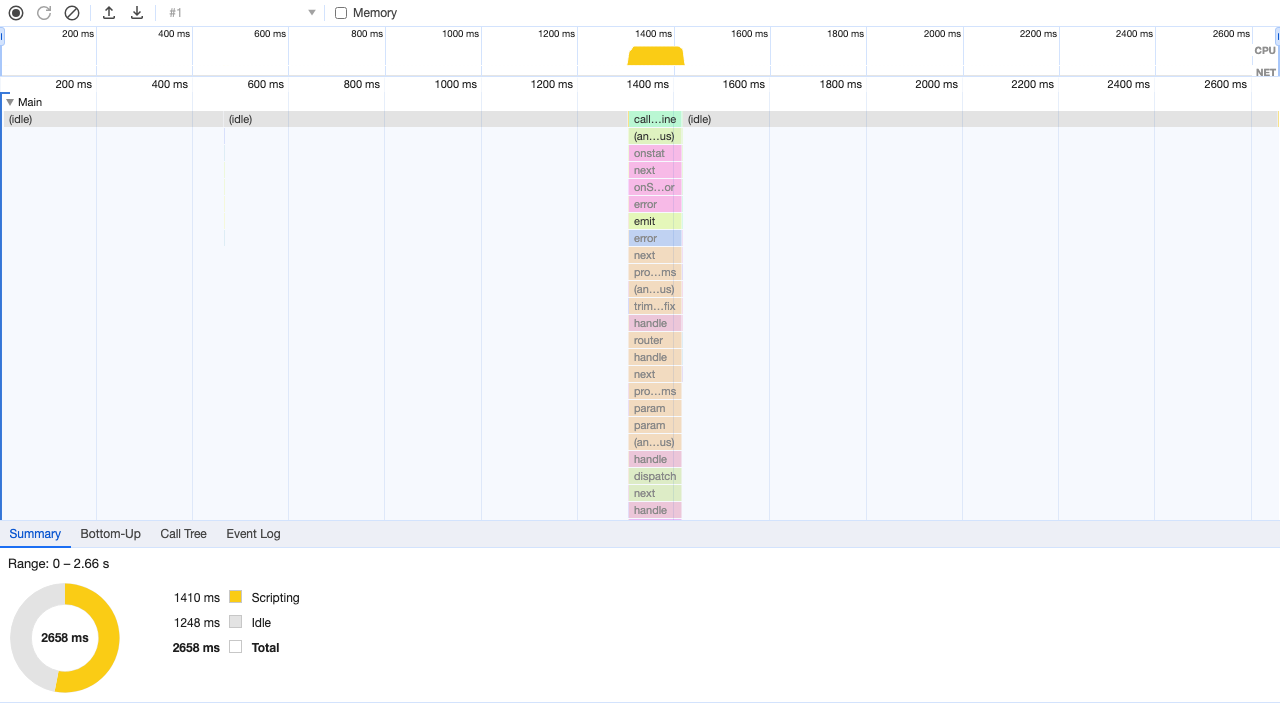 #1 Memory
200 ms 400 ms 600 ms 800 ms 1000 ms 1200 ms 1400 ms 1600 ms 1800 ms 2000 ms 2200 ms 2400 ms 2600 ms
CPU
NET
200 ms 400 ms 600 ms 800 ms 1000 ms 1200 ms 1400 ms 1600 ms 1800 ms 2000 ms 2200 ms 2400 ms 2600 ms
Main
(idle) (idle) call…ine (idle)
(an…us)
onstat
next
onS…or
error
emit
error
next
pro…ms
(an…us)
trim…fix
handle
router
handle
next
pro…ms
param
param
(an…us)
handle
dispatch
next
handle
Summary Bottom-Up Call Tree Event Log
Range: 0 – 2.66 s
2658 ms
1410 ms Scripting
1248 ms Idle
2658 ms Total